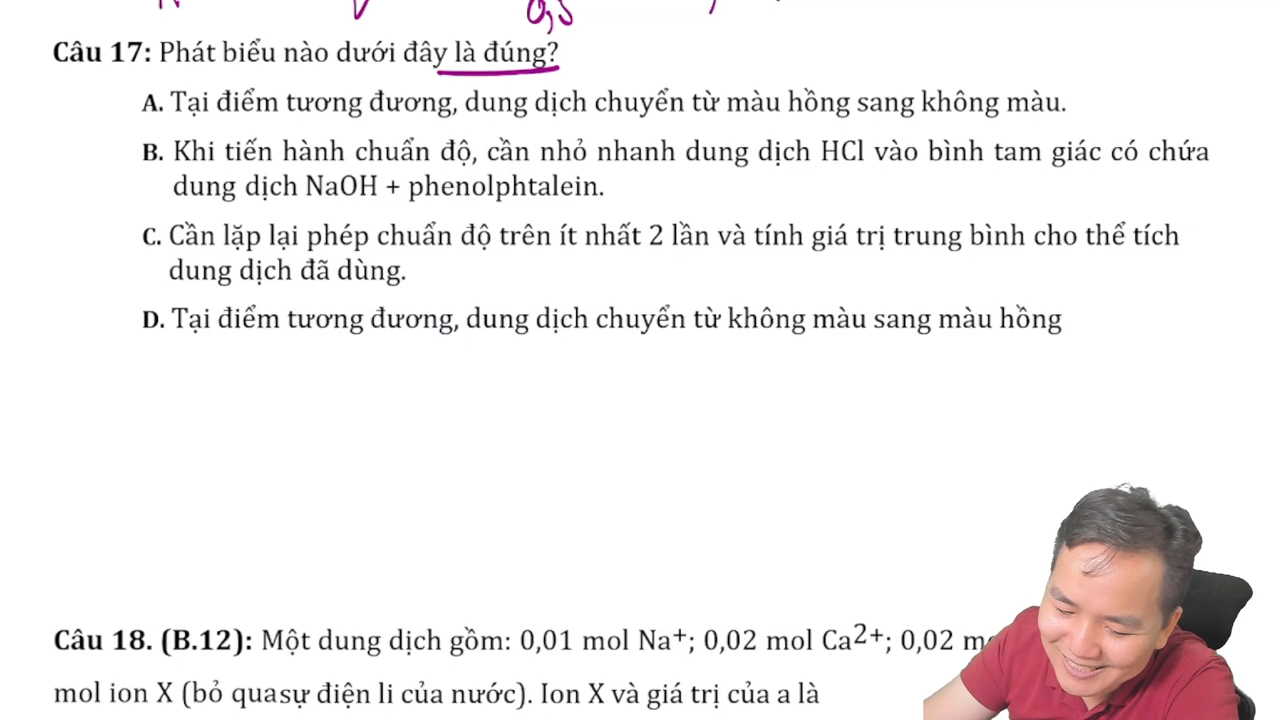 0,5
Câu 17: Phát biểu nào dưới đây là đúng?
A. Tại điểm tương đương, dung dịch chuyển từ màu hồng sang không màu.
B. Khi tiến hành chuẩn độ, cần nhỏ nhanh dung dịch HCl vào bình tam giác có chứa
dung dịch NaOH + phenolphtalein.
C. Cần lặp lại phép chuẩn độ trên ít nhất 2 lần và tính giá trị trung bình cho thể tích
dung dịch đã dùng.
D. Tại điểm tương đương, dung dịch chuyển từ không màu sang màu hồng
Câu 18. (B.12): Một dung dịch gồm: 0,01 mol Na⁺; 0,02 mol Ca²⁺; 0,02
mol ion X (bỏ quasự điện li của nước). Ion X và giá trị của a là